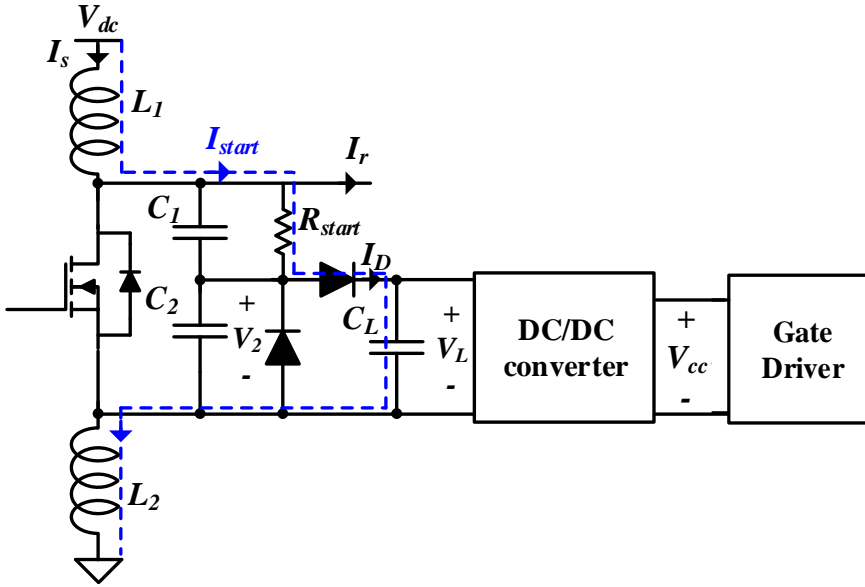 V_dc
I_s
L_1
I_start
I_r
C_1
R_start
I_D
C_2
+
V_2
-
C_L
+
V_L
-
DC/DC
converter
+
V_cc
-
Gate
Driver
L_2